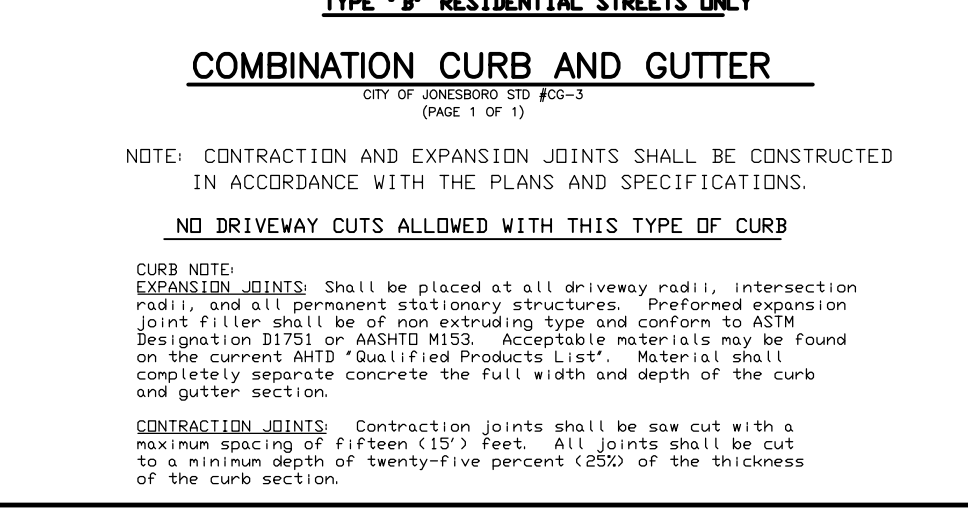 TYPE "B" RESIDENTIAL STREETS ONLY
COMBINATION CURB AND GUTTER
CITY OF JONESBORO STD #CG-3
(PAGE 1 OF 1)
NOTE: CONTRACTION AND EXPANSION JOINTS SHALL BE CONSTRUCTED
IN ACCORDANCE WITH THE PLANS AND SPECIFICATIONS.
NO DRIVEWAY CUTS ALLOWED WITH THIS TYPE OF CURB
CURB NOTE:
EXPANSION JOINTS: Shall be placed at all driveway radii, intersection
radii, and all permanent stationary structures. Preformed expansion
joint filler shall be of non extruding type and conform to ASTM
Designation D1751 or AASHTO M153. Acceptable materials may be found
on the current AHTD "Qualified Products List". Material shall
completely separate concrete the full width and depth of the curb
and gutter section.
CONTRACTION JOINTS: Contraction joints shall be saw cut with a
maximum spacing of fifteen (15') feet. All joints shall be cut
to a minimum depth of twenty-five percent (25%) of the thickness
of the curb section.